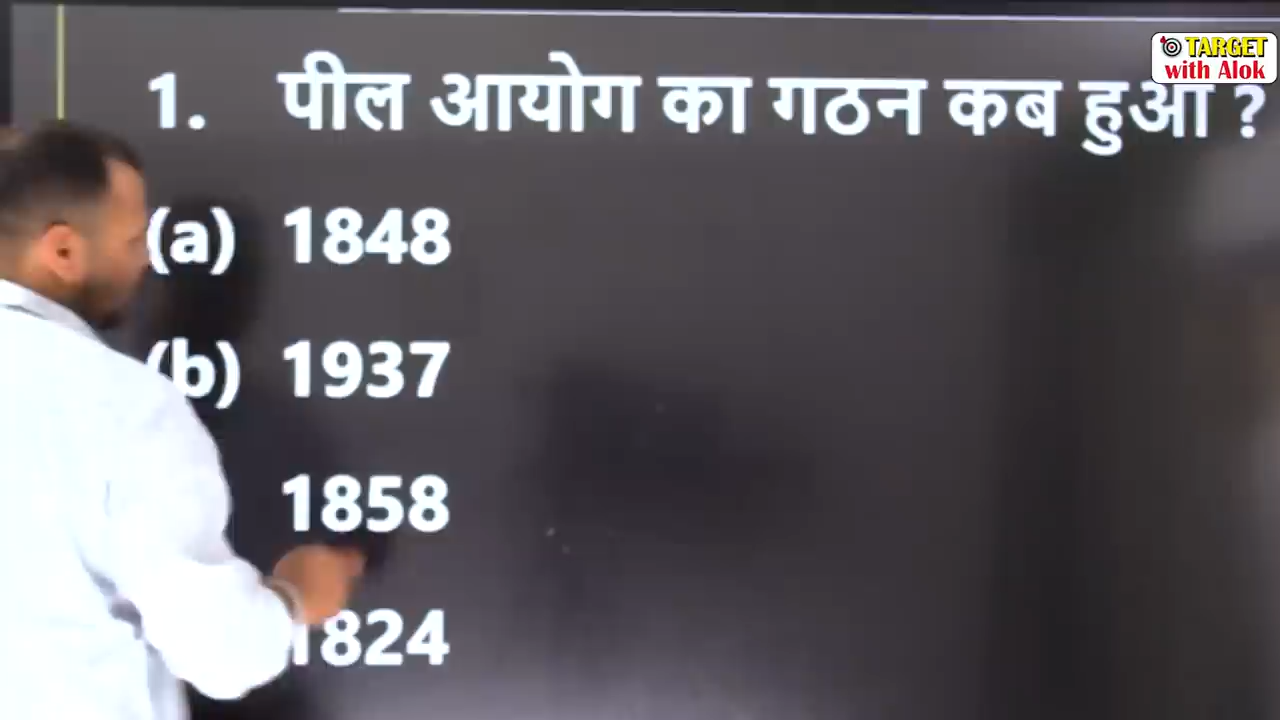 TARGET
with Alok
1. पील आयोग का गठन कब हुआ ?
(a) 1848
(b) 1937
1858
1824